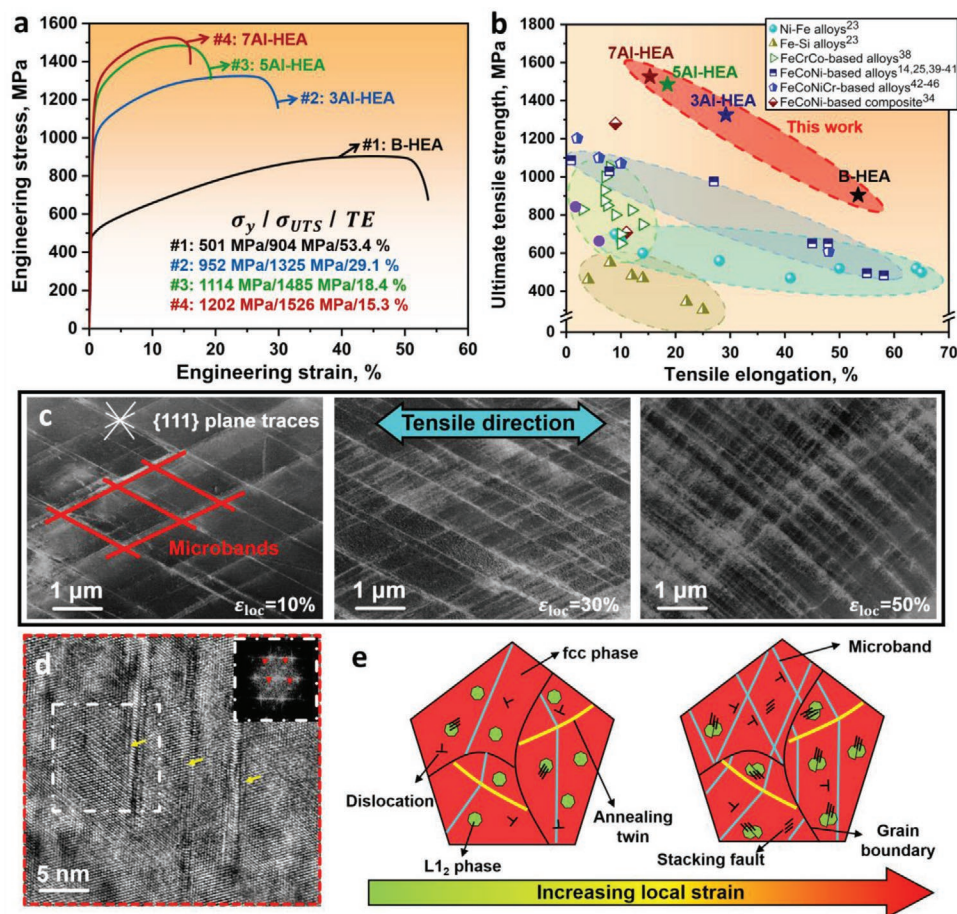 a
1600
1400
1200
1000
800
600
400
200
0
Engineering stress, MPa
#4: 7Al-HEA
#3: 5Al-HEA
#2: 3Al-HEA
#1: B-HEA
σy / σUTS / TE
#1: 501 MPa/904 MPa/53.4 %
#2: 952 MPa/1325 MPa/29.1 %
#3: 1114 MPa/1485 MPa/18.4 %
#4: 1202 MPa/1526 MPa/15.3 %
0 10 20 30 40 50 60
Engineering strain, %
b
1800
1600
1400
1200
1000
800
600
400
0
Ultimate tensile strength, MPa
Ni-Fe alloys23
Fe-Si alloys23
FeCrCo-based alloys38
FeCoNi-based alloys14,25,39-41
FeCoNiCr-based alloys42-46
FeCoNi-based composite34
7Al-HEA
5Al-HEA
3Al-HEA
This work
B-HEA
0 10 20 30 40 50 60 70
Tensile elongation, %
c
{111} plane traces
Tensile direction
Microbands
1 μm
εloc=10%
1 μm
εloc=30%
1 μm
εloc=50%
d
5 nm
e
fcc phase
Microband
Dislocation
Annealing
twin
L12 phase
Stacking fault
Grain
boundary
Increasing local strain